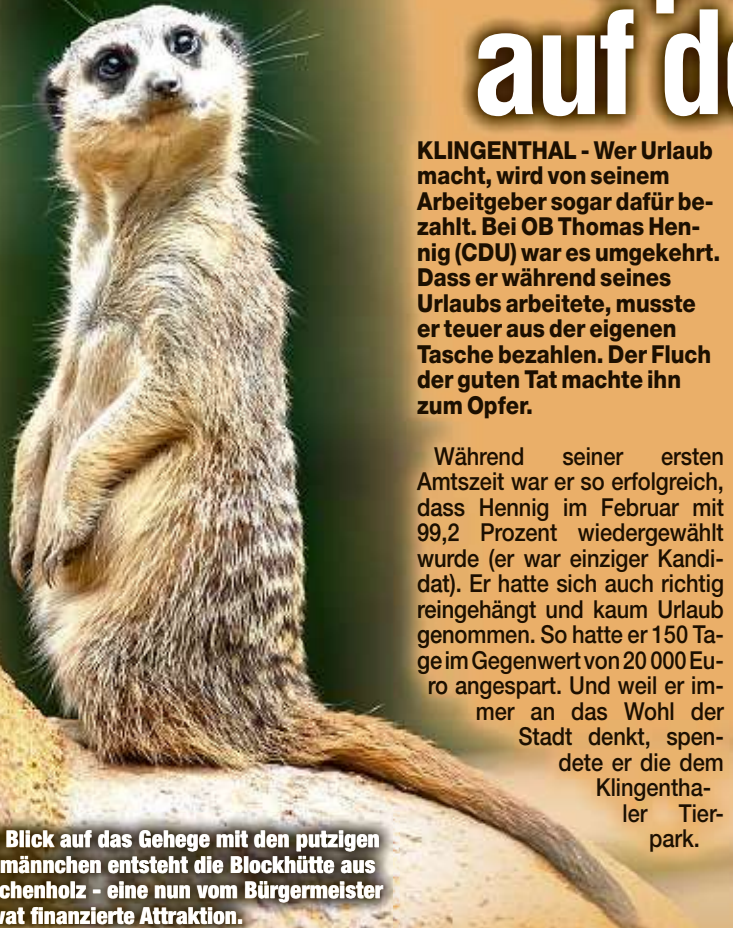 auf
KLINGENTHAL - Wer Urlaub
macht, wird von seinem
Arbeitgeber sogar dafür be-
zahlt. Bei OB Thomas Hen-
nig (CDU) war es umgekehrt.
Dass er während seines
Urlaubs arbeitete, musste
er teuer aus der eigenen
Tasche bezahlen. Der Fluch
der guten Tat machte ihn
zum Opfer.
Während seiner ersten
Amtszeit war er so erfolgreich,
dass Hennig im Februar mit
99,2 Prozent wiedergewählt
wurde (er war einziger Kandi-
dat). Er hatte sich auch richtig
reingehängt und kaum Urlaub
genommen. So hatte er 150 Ta-
ge im Gegenwert von 20 000 Eu-
ro angespart. Und weil er im-
mer an das Wohl der
Stadt denkt, spen-
dete er die dem
Klingentha-
ler Tier-
park.
Blick auf das Gehege mit den putzigen
männchen entsteht die Blockhütte aus
chenholz - eine nun vom Bürgermeister
vat finanzierte Attraktion.